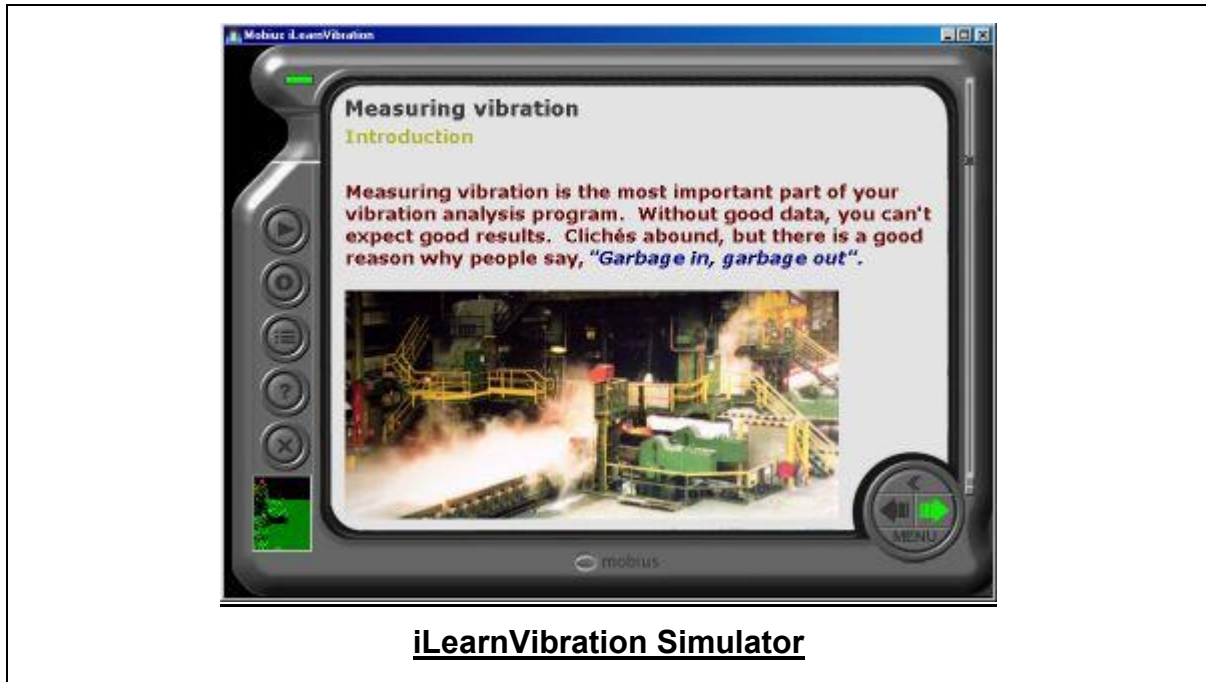 Mobius iLearnVibration
Measuring vibration
Introduction
Measuring vibration is the most important part of your
vibration analysis program.  Without good data, you can't
expect good results.  Clichés abound, but there is a good
reason why people say, "Garbage in, garbage out".
MENU
mobius
iLearnVibration Simulator